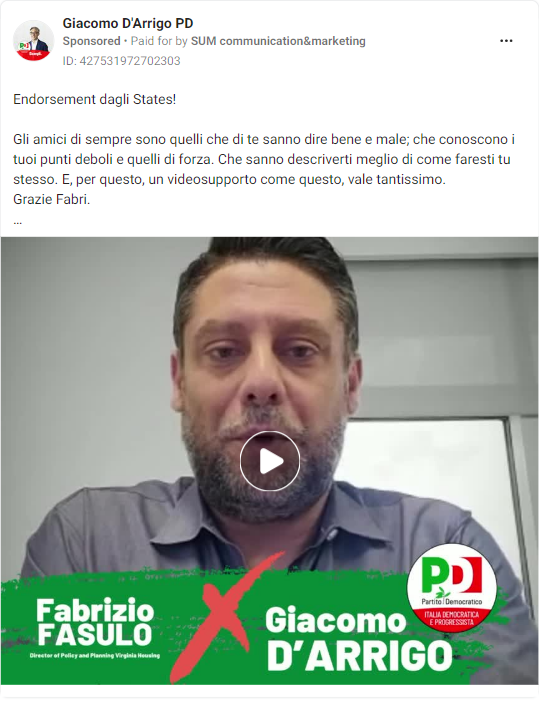 Giacomo D'Arrigo PD
Sponsored • Paid for by SUM communication&marketing
ID: 427531972702303
Endorsement dagli States!
Gli amici di sempre sono quelli che di te sanno dire bene e male; che conoscono i
tuoi punti deboli e quelli di forza. Che sanno descriverti meglio di come faresti tu
stesso. E, per questo, un videosupporto come questo, vale tantissimo.
Grazie Fabri.
...
Fabrizio
FASULO
Director of Policy and Planning Virginia Housing
Giacomo
D'ARRIGO
PD
Partito Democratico
ITALIA DEMOCRATICA
E PROGRESSISTA